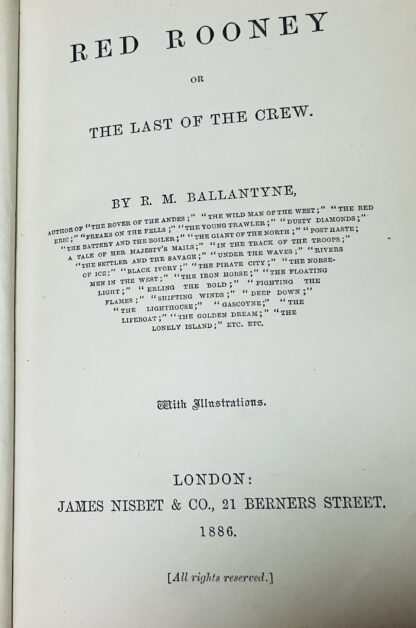 RED ROONEY
OR
THE LAST OF THE CREW.
BY R. M. BALLANTYNE,
AUTHOR OF "THE ROVER OF THE ANDES;" "THE WILD MAN OF THE WEST;" "THE RED
ERIC;" "FREAKS ON THE FELLS;" "THE YOUNG TRAWLER;" "DUSTY DIAMONDS;"
"THE BATTERY AND THE BOILER;" "THE GIANT OF THE NORTH;" "POST HASTE;
A TALE OF HER MAJESTY'S MAILS;" "IN THE TRACK OF THE TROOPS;"
"THE SETTLER AND THE SAVAGE;" "UNDER THE WAVES;" "RIVERS
OF ICE;" "BLACK IVORY;" "THE PIRATE CITY;" "THE NORSE-
MEN IN THE WEST;" "THE IRON HORSE;" "THE FLOATING
LIGHT;" "ERLING THE BOLD;" "FIGHTING THE
FLAMES;" "SHIFTING WINDS;" "DEEP DOWN;"
"THE LIGHTHOUSE;" "GASCOYNE;" "THE
LIFEBOAT;" "THE GOLDEN DREAM;" "THE
LONELY ISLAND;" ETC. ETC.
With Illustrations.
LONDON:
JAMES NISBET & CO., 21 BERNERS STREET.
1886.
[All rights reserved.]